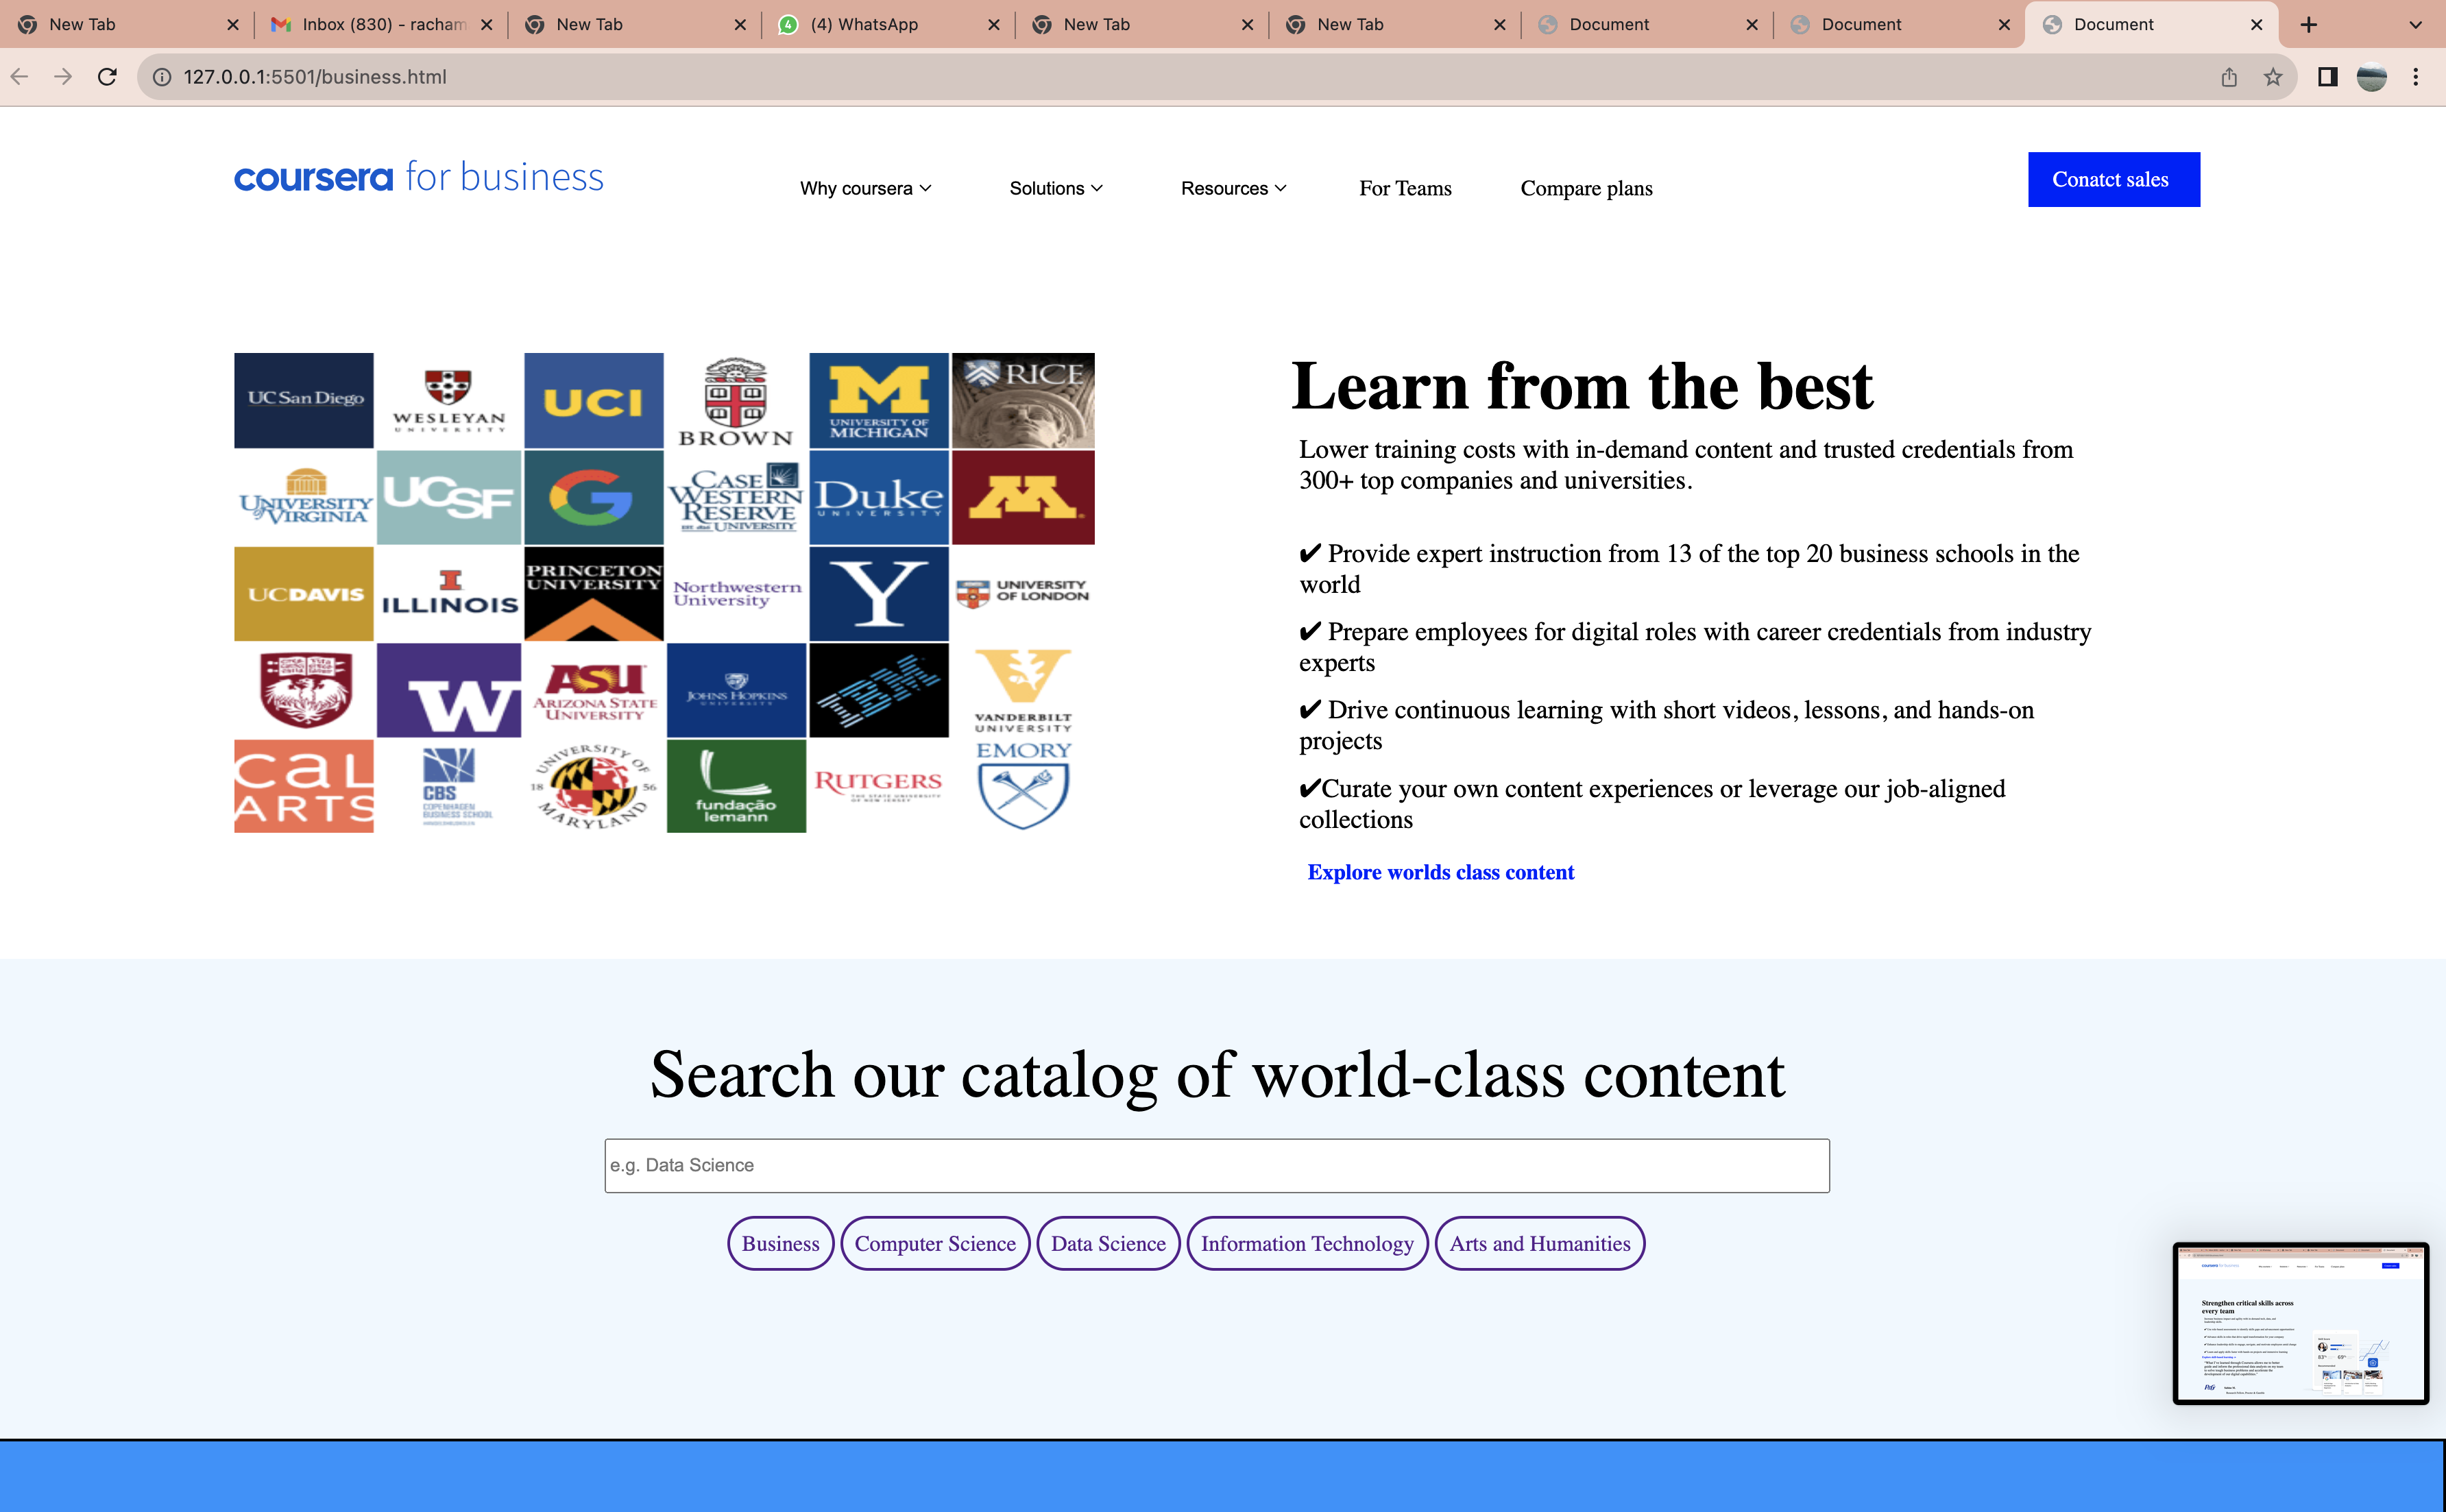 New Tab
Inbox (830) - racham
New Tab
(4) WhatsApp
New Tab
New Tab
Document
Document
Document
127.0.0.1:5501/business.html
coursera for business
Why coursera
Solutions
Resources
For Teams
Compare plans
Conatct sales
UC San Diego
WESLEYAN
UNIVERSITY
UCI
BROWN
M
UNIVERSITY OF
MICHIGAN
RICE
UNIVERSITY
of VIRGINIA
UCSF
G
CASE
WESTERN
RESERVE
UNIVERSITY
Duke
UNIVERSITY
M
UCDAVIS
I
ILLINOIS
PRINCETON
UNIVERSITY
Northwestern
University
Y
UNIVERSITY
OF LONDON
W
ASU
ARIZONA STATE
UNIVERSITY
JOHNS HOPKINS
UNIVERSITY
IBM
V
VANDERBILT
UNIVERSITY
CAL
ARTS
CBS
COPENHAGEN
BUSINESS SCHOOL
UNIVERSITY OF
18 56
MARYLAND
fundação
lemann
RUTGERS
THE STATE UNIVERSITY
OF NEW JERSEY
EMORY
Learn from the best
Lower training costs with in-demand content and trusted credentials from
300+ top companies and universities.
✔ Provide expert instruction from 13 of the top 20 business schools in the
world
✔ Prepare employees for digital roles with career credentials from industry
experts
✔ Drive continuous learning with short videos, lessons, and hands-on
projects
✔Curate your own content experiences or leverage our job-aligned
collections
Explore worlds class content
Search our catalog of world-class content
e.g. Data Science
Business
Computer Science
Data Science
Information Technology
Arts and Humanities
Strengthen critical skills across
every team